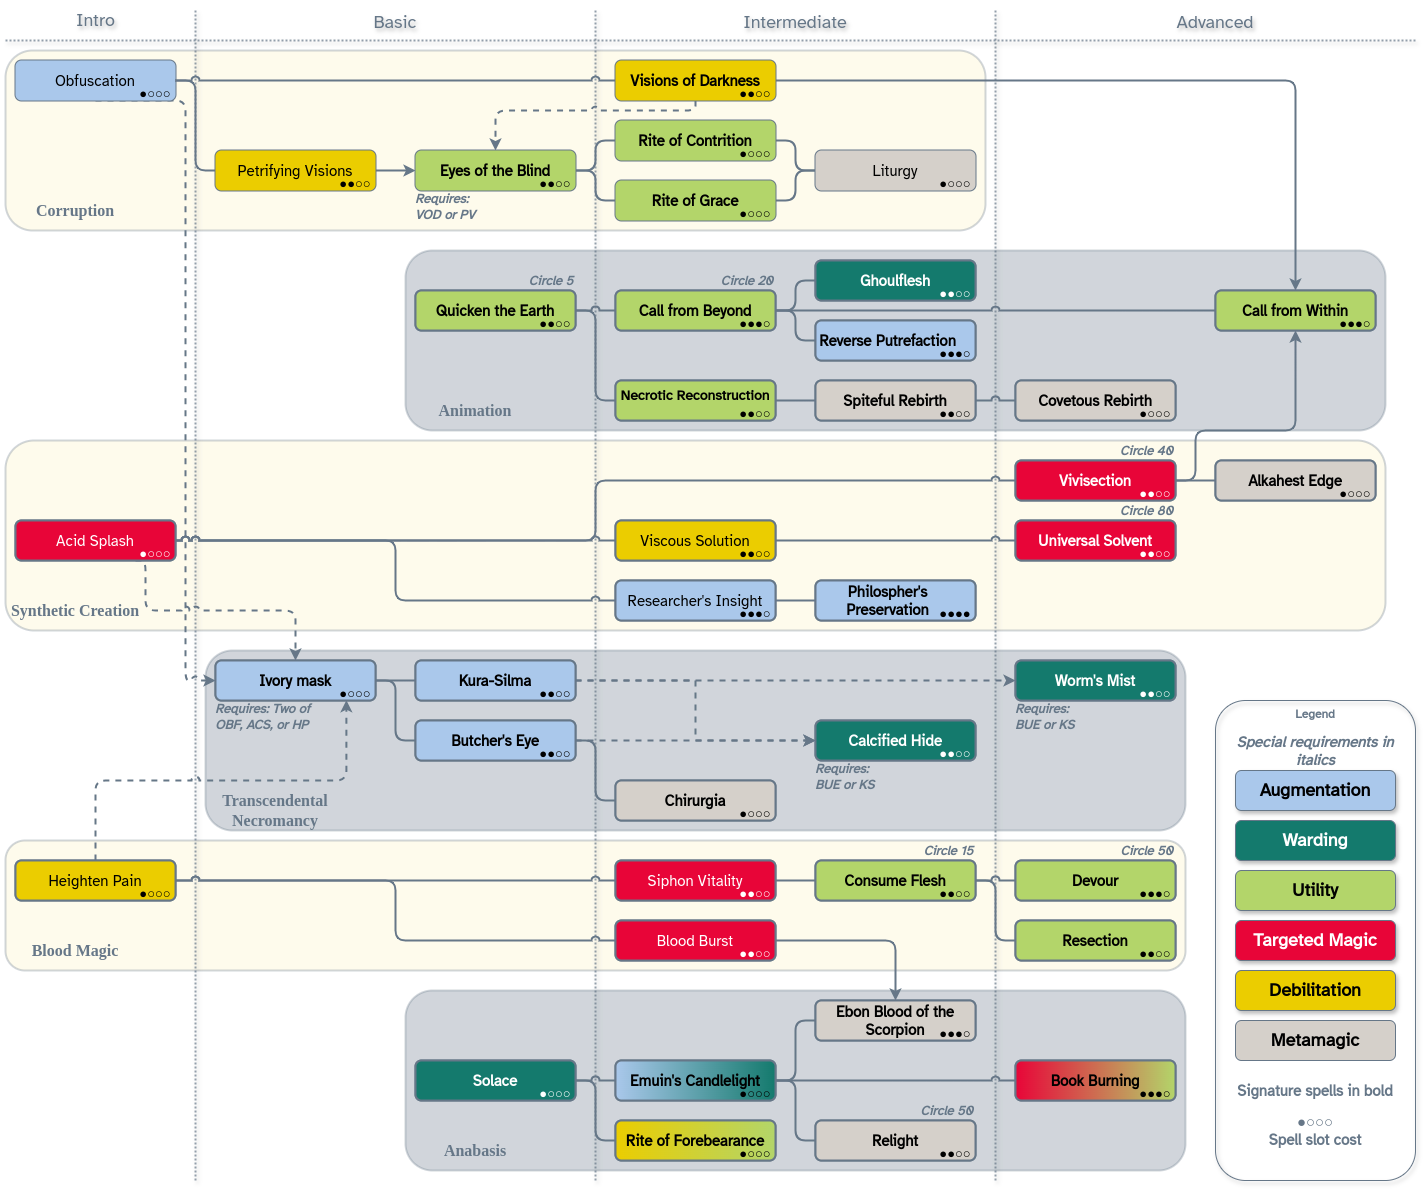 Intro
Basic
Intermediate
Advanced
Obfuscation
Visions of Darkness
Rite of Contrition
Petrifying Visions
Eyes of the Blind
Liturgy
Requires:
VOD or PV
Rite of Grace
Corruption
Circle 5
Circle 20
Ghoulflesh
Quicken the Earth
Call from Beyond
Call from Within
Reverse Putrefaction
Necrotic Reconstruction
Spiteful Rebirth
Covetous Rebirth
Animation
Circle 40
Vivisection
Alkahest Edge
Circle 80
Acid Splash
Viscous Solution
Universal Solvent
Researcher's Insight
Philospher's
Preservation
Synthetic Creation
Ivory mask
Kura-Silma
Worm's Mist
Requires: Two of
OBF, ACS, or HP
Requires:
BUE or KS
Butcher's Eye
Calcified Hide
Requires:
BUE or KS
Chirurgia
Transcendental
Necromancy
Circle 15
Circle 50
Heighten Pain
Siphon Vitality
Consume Flesh
Devour
Blood Burst
Resection
Blood Magic
Ebon Blood of the
Scorpion
Solace
Emuin's Candlelight
Book Burning
Circle 50
Rite of Forebearance
Relight
Anabasis
Legend
Special requirements in
italics
Augmentation
Warding
Utility
Targeted Magic
Debilitation
Metamagic
Signature spells in bold
Spell slot cost